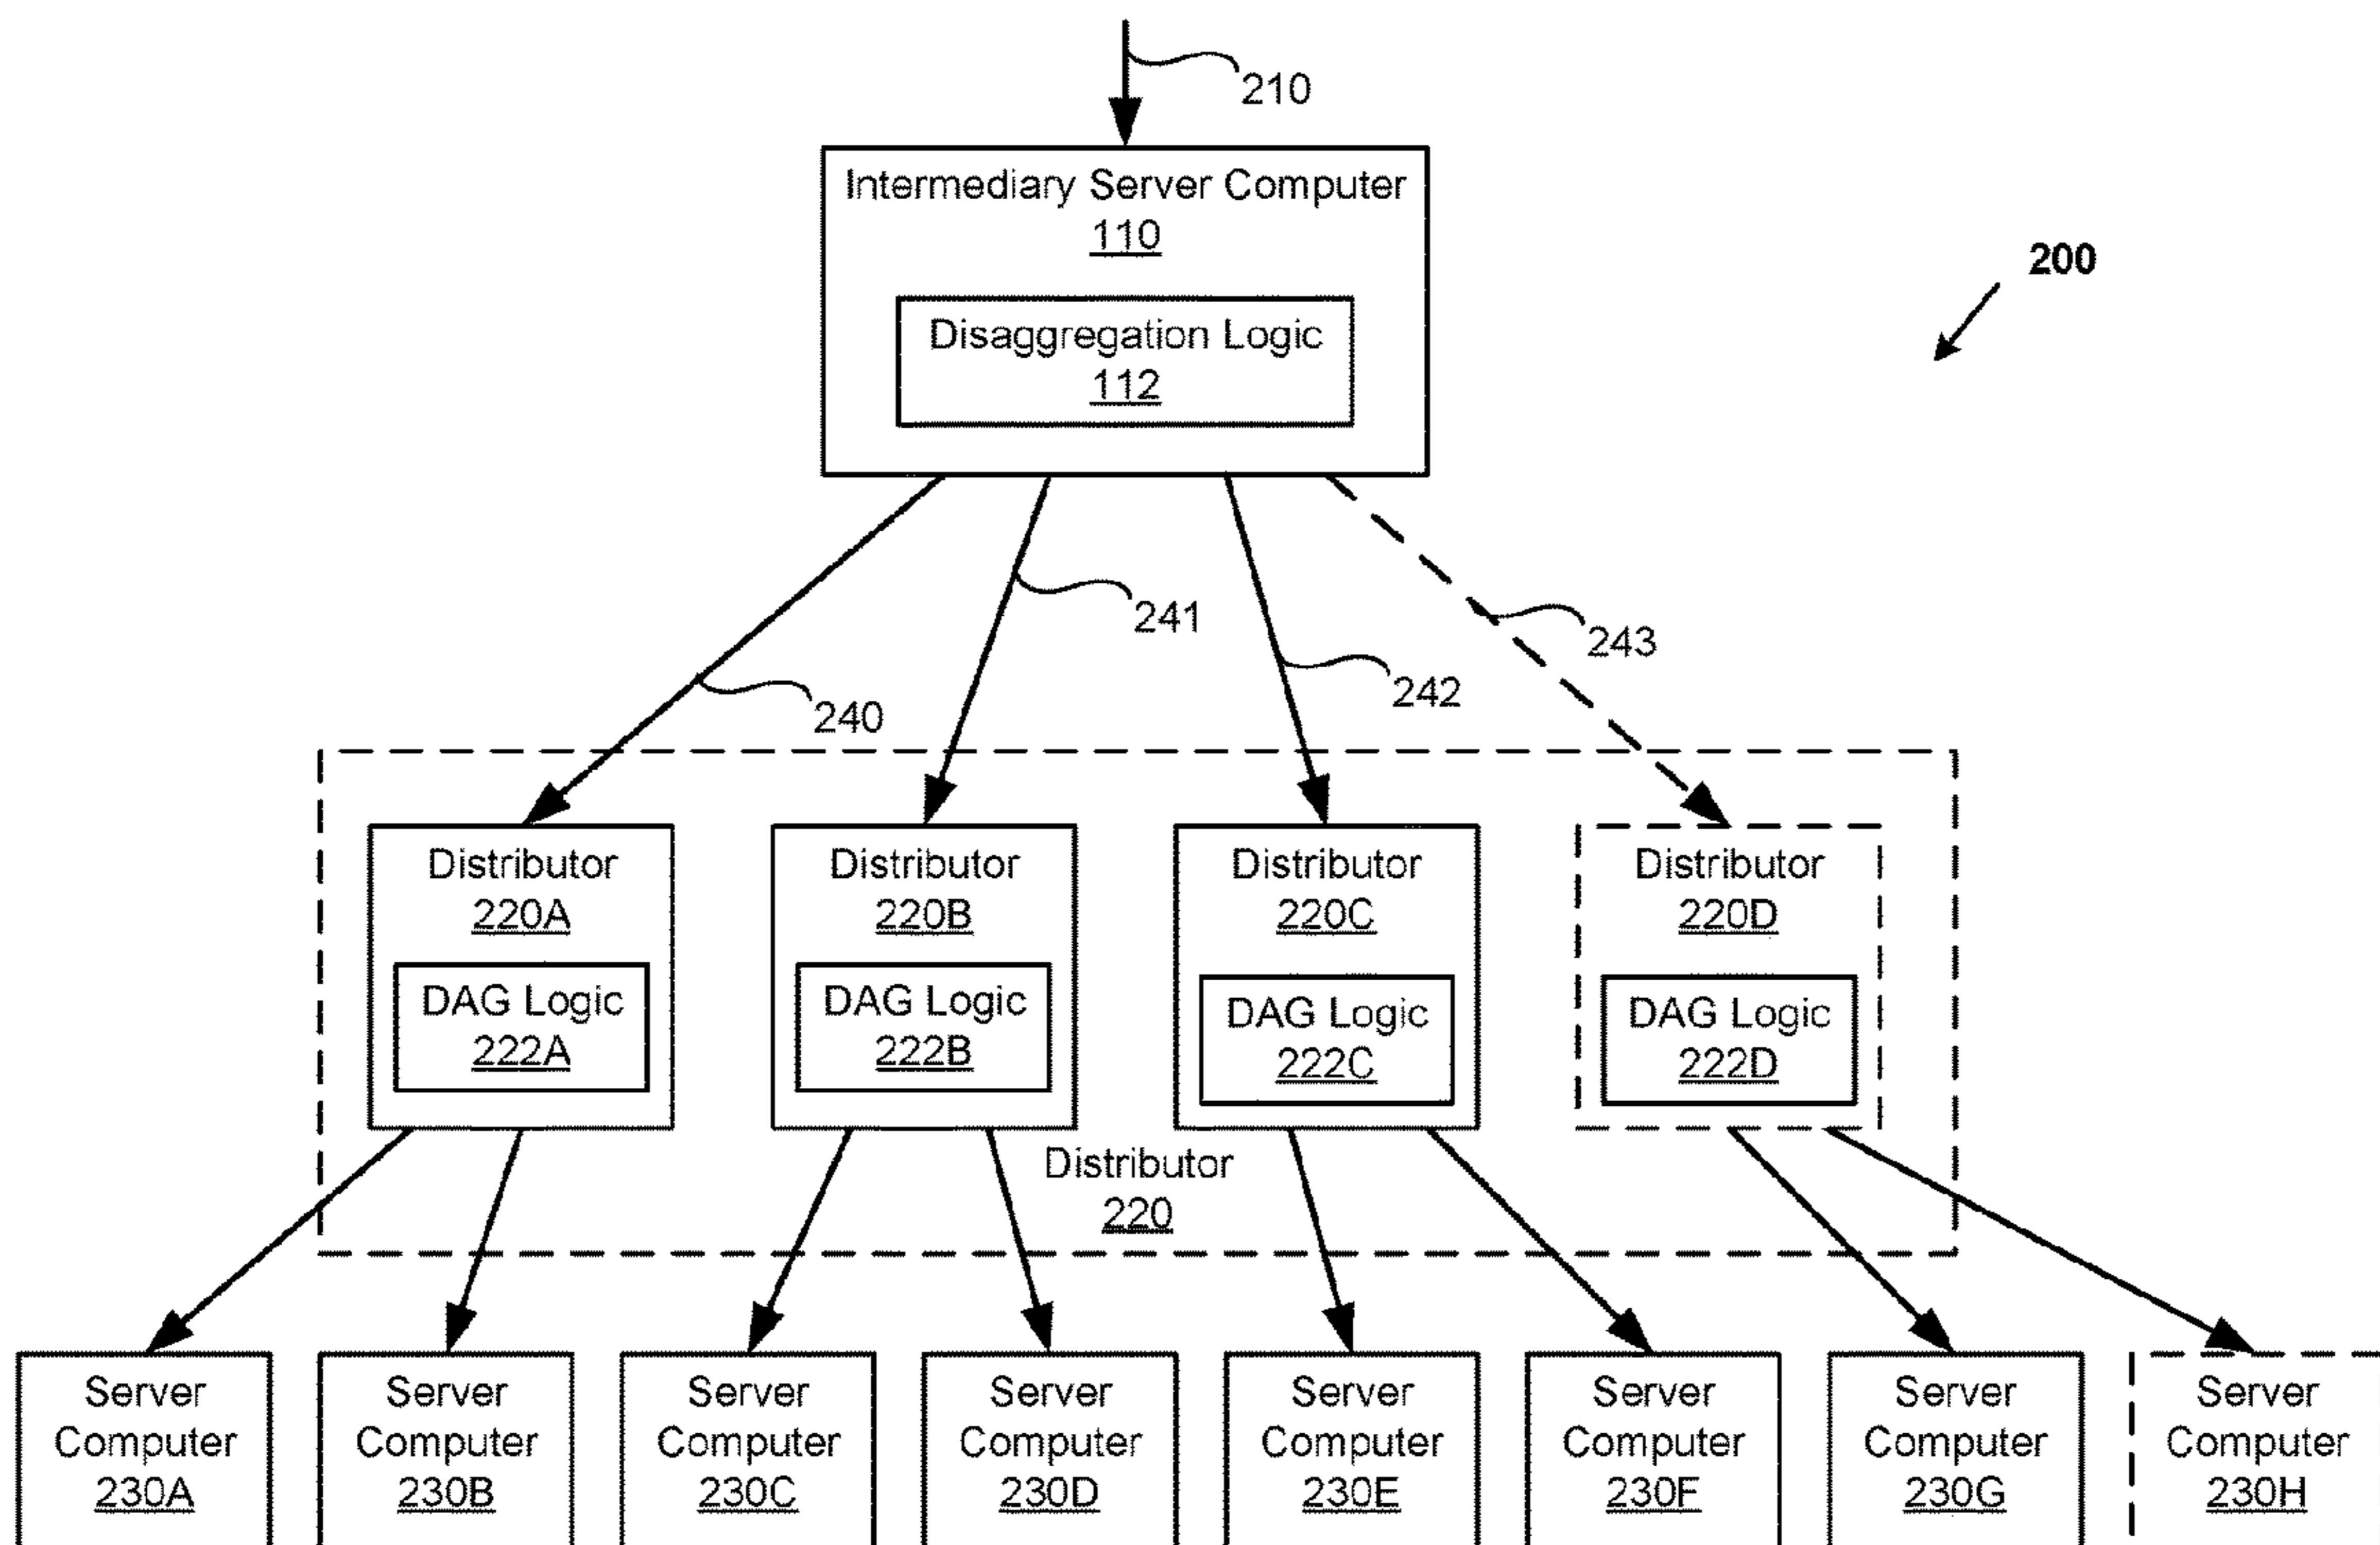 210
Intermediary Server Computer
110
200
Disaggregation Logic
112
241
243
242
240
Distributor
220A
DAG Logic
222A
Distributor
220B
DAG Logic
222B
Distributor
220C
DAG Logic
222C
Distributor
220D
DAG Logic
222D
Distributor
220
Server
Computer
230A
Server
Computer
230B
Server
Computer
230C
Server
Computer
230D
Server
Computer
230E
Server
Computer
230F
Server
Computer
230G
Server
Computer
230H